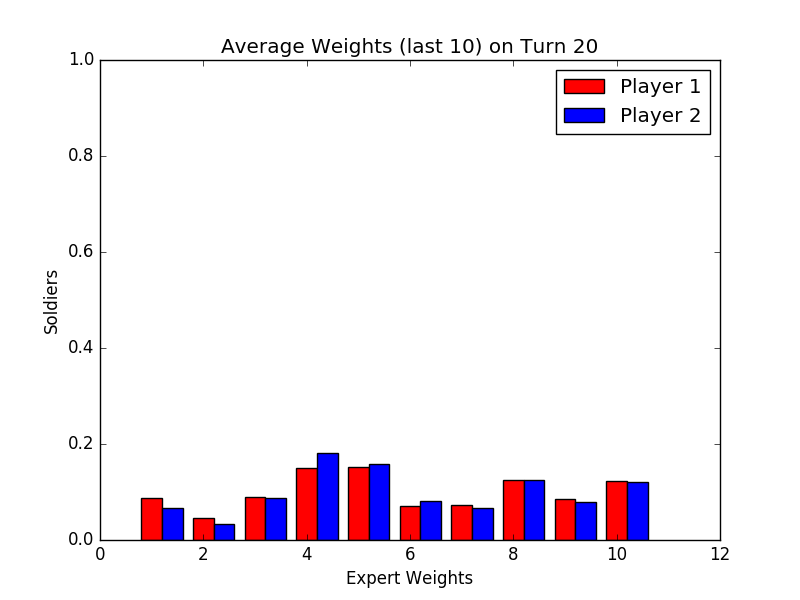 Average Weights (last 10) on Turn 20
Player 1
Player 2
1.0
0.8
0.6
0.4
0.2
0.0
Soldiers
0 2 4 6 8 10 12
Expert Weights